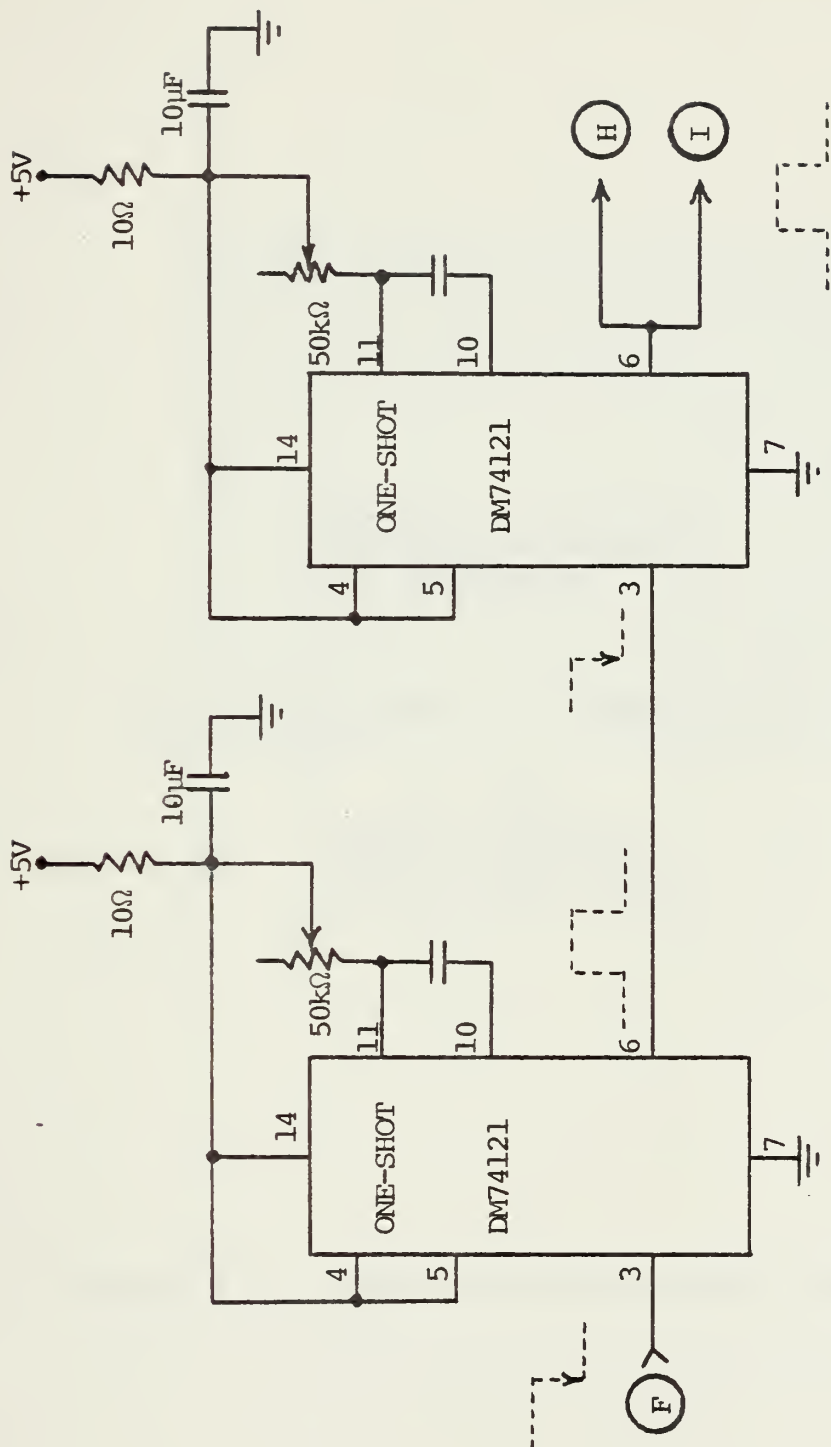 +5V
10Ω
10μF
50kΩ
14
11
4
5
10
ONE-SHOT
DM74121
3
6
7
F
+5V
10Ω
10μF
50kΩ
14
11
4
5
10
ONE-SHOT
DM74121
3
6
7
H
I